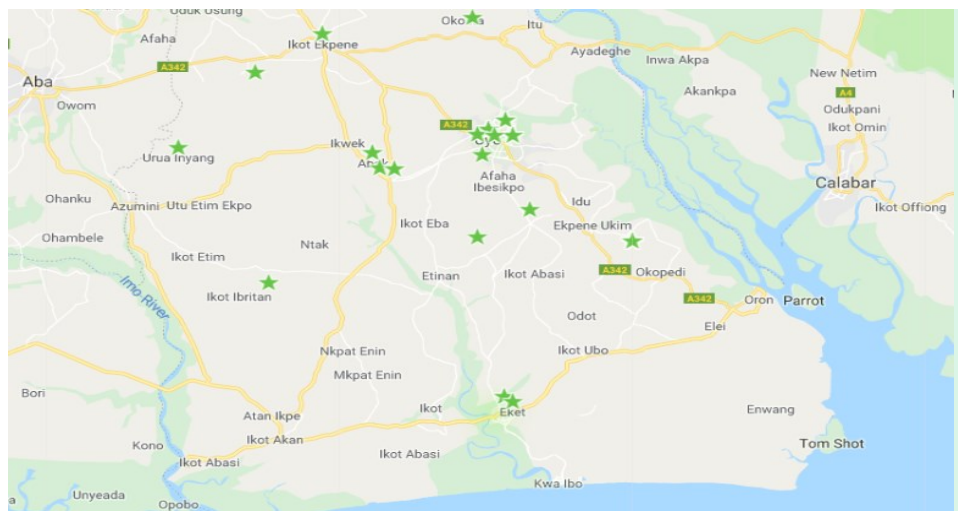 Oduk Usung
Afaha
Itu
Ikot Ekpene
Ayadeghe
Inwa Akpa
A342
New Netim
Aba
Akankpa
A4
Owom
Odukpani
A342
Ikot Omin
Ikwek
Urua Inyang
Afaha
Ibesikpo
Calabar
Ohanku
Azumini
Utu Etim Ekpo
Idu
Ikot Offiong
Ikot Eba
Ekpene Ukim
Ohambele
Ntak
Ikot Etim
A342
Etinan
Ikot Abasi
Okopedi
Imo River
Ikot Ibritan
A342
Oron
Parrot
Odot
Elei
Nkpat Enin
Ikot Ubo
Mkpat Enin
Bori
Ikot
Eket
Enwang
Atan Ikpe
Kono
Ikot Akan
Tom Shot
Ikot Abasi
Ikot Abasi
Kwa Ibo
Unyeada
Opobo